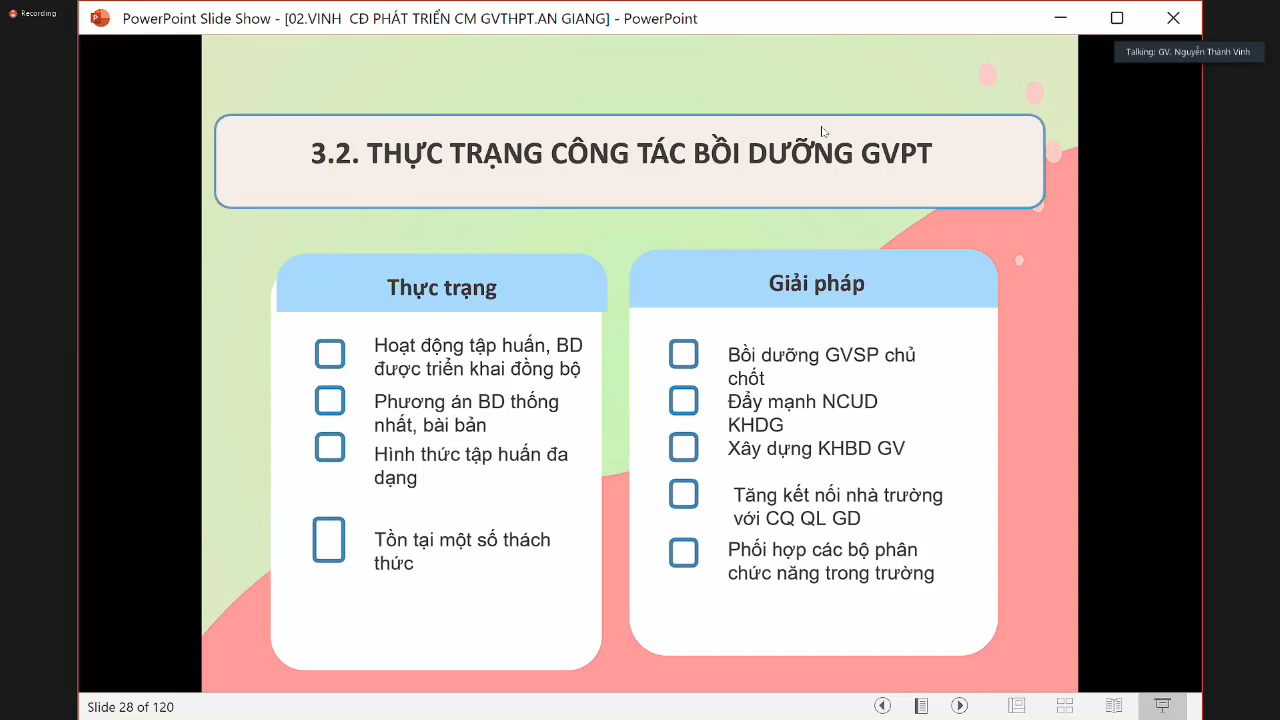 Recording
PowerPoint Slide Show - [02.VINH CĐ PHÁT TRIỂN CM GVTHPT.AN GIANG] - PowerPoint
Talking: GV. Nguyễn Thành Vinh
3.2. THỰC TRẠNG CÔNG TÁC BỒI DƯỠNG GVPT
Thực trạng
Hoạt động tập huấn, BD
được triển khai đồng bộ
Phương án BD thống
nhất, bài bản
Hình thức tập huấn đa
dạng
Tồn tại một số thách
thức
Giải pháp
Bồi dưỡng GVSP chủ
chốt
Đẩy mạnh NCUD
KHDG
Xây dựng KHBD GV
Tăng kết nối nhà trường
với CQ QL GD
Phối hợp các bộ phân
chức năng trong trường
Slide 28 of 120